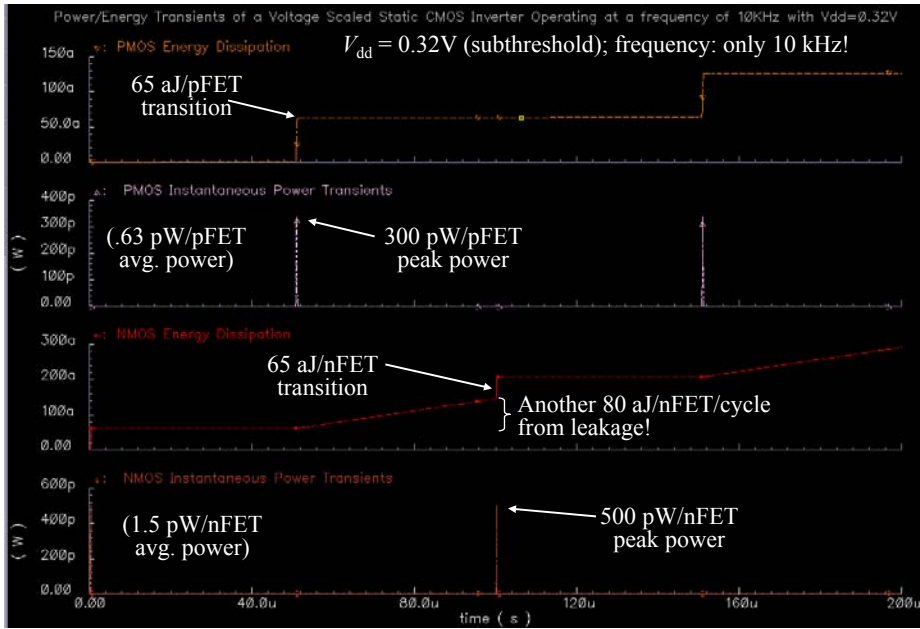 Power/Energy Transients of a Voltage Scaled Static CMOS Inverter Operating at a frequency of 10KHz with Vdd=0.32V
PMOS Energy Dissipation
Vdd = 0.32V (subthreshold); frequency: only 10 kHz!
150a
100a
50.0a
0.00
65 aJ/pFET
transition
PMOS Instantaneous Power Transients
400p
300p
200p
100p
0.00
(W)
(.63 pW/pFET
avg. power)
300 pW/pFET
peak power
NMOS Energy Dissipation
300a
200a
100a
0.00
65 aJ/nFET
transition
Another 80 aJ/nFET/cycle
from leakage!
NMOS Instantaneous Power Transients
600p
400p
200p
0.00
(W)
(1.5 pW/nFET
avg. power)
500 pW/nFET
peak power
0.00 40.0u 80.0u 120u 160u 200u
time (s)